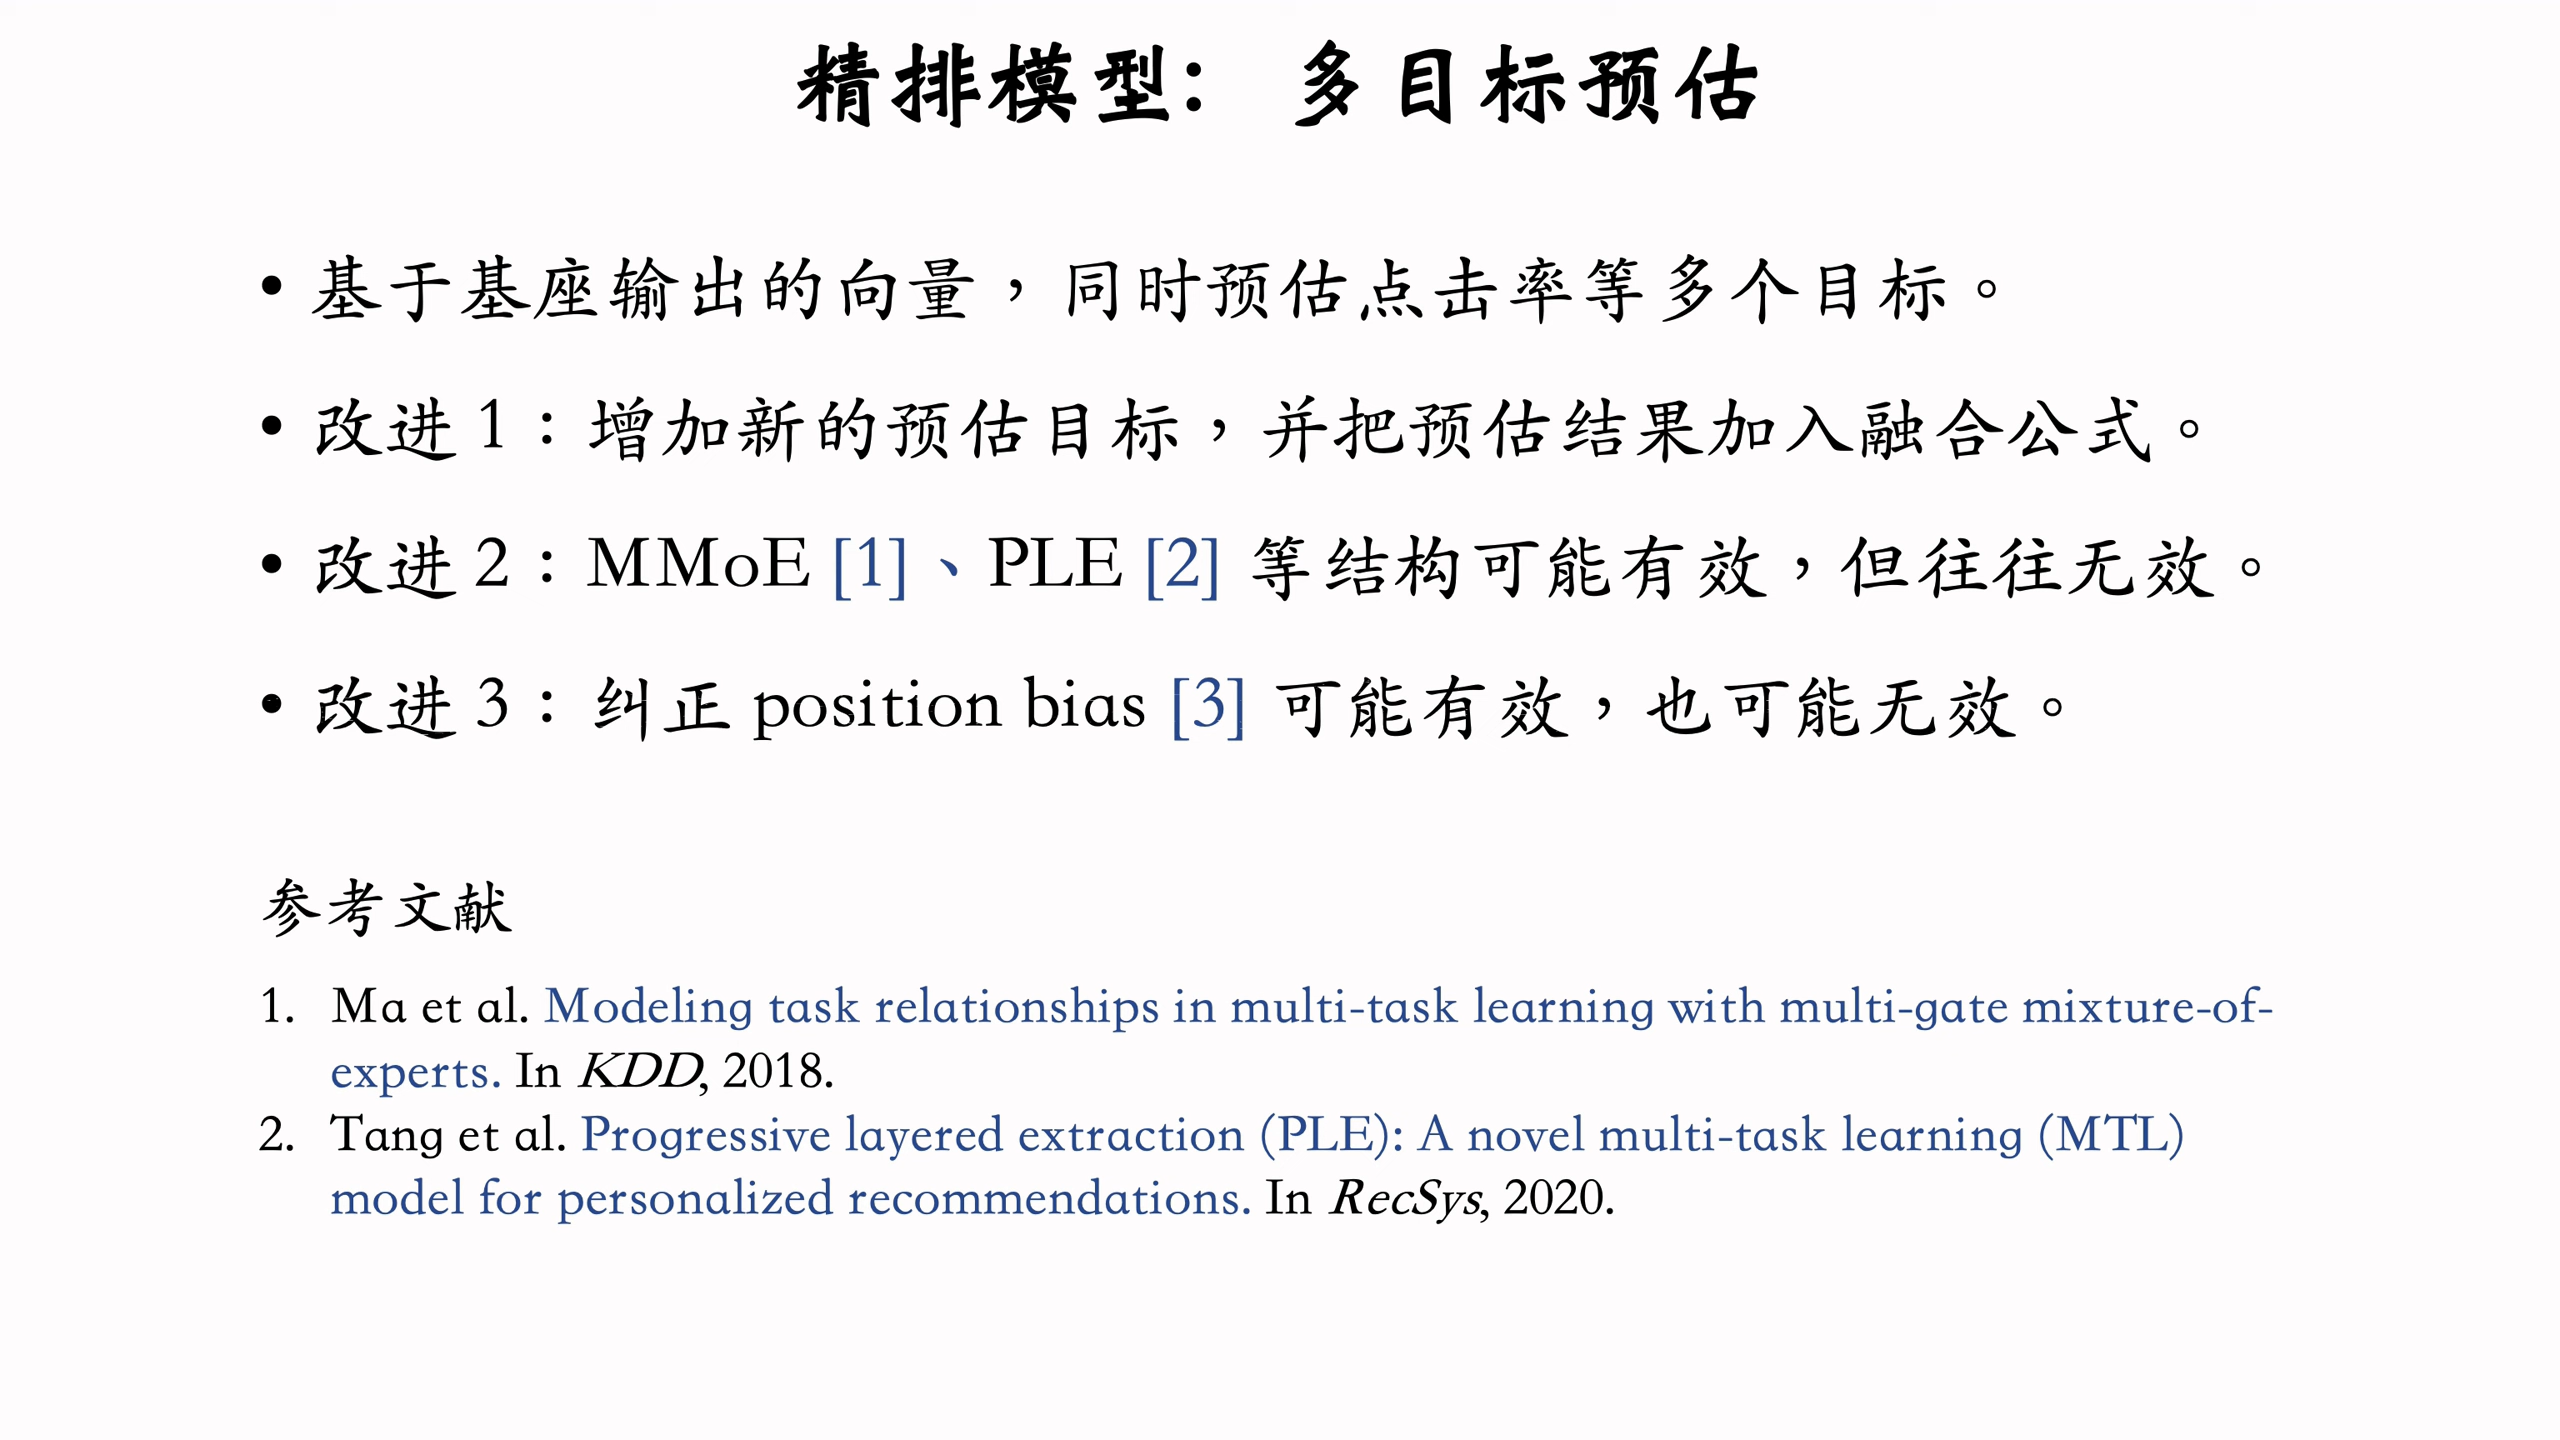 精排模型: 多目标预估
• 基于基座输出的向量，同时预估点击率等多个目标。
• 改进 1：增加新的预估目标，并把预估结果加入融合公式。
• 改进 2：MMoE [1]、PLE [2] 等结构可能有效，但往往无效。
• 改进 3：纠正 position bias [3] 可能有效，也可能无效。
参考文献
1. Ma et al. Modeling task relationships in multi-task learning with multi-gate mixture-of-
experts. In KDD, 2018.
2. Tang et al. Progressive layered extraction (PLE): A novel multi-task learning (MTL)
model for personalized recommendations. In RecSys, 2020.